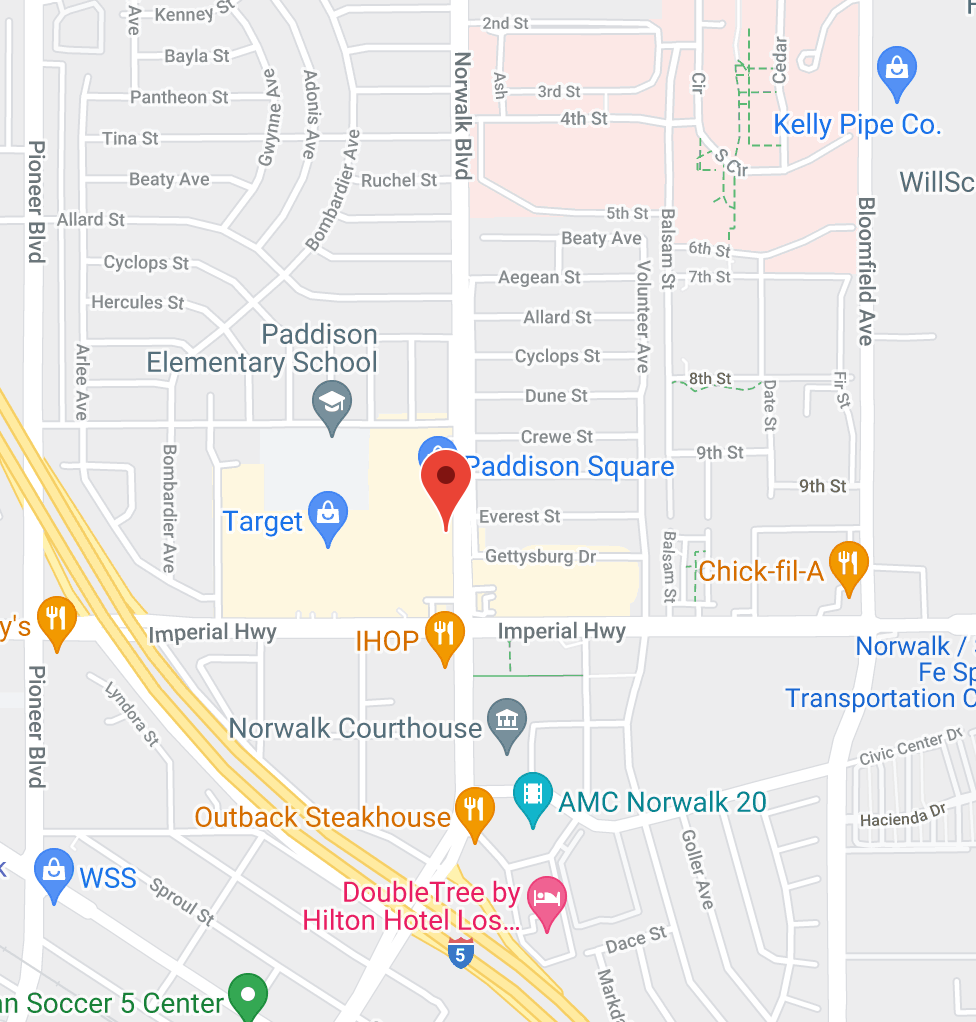 Kenny St
Ave
2nd St
Bayla St
Gwynne Ave
Adonis Ave
Norwalk Blvd
Ash
Cir
Cedar
Pantheon St
3rd St
4th St
Kelly Pipe Co.
Tina St
Bombardier Ave
S Cir
Pioneer Blvd
Beaty Ave
Ruchel St
WillSc
Allard St
5th St
Balsam St
Bloomfield Ave
Beaty Ave
6th St
Cyclops St
Aegean St
Volunteer Ave
7th St
Hercules St
Allard St
Paddison
Elementary School
Cyclops St
Arlee Ave
8th St
Date St
Fir St
Dune St
Crewe St
9th St
Bombardier Ave
Paddison Square
9th St
Target
Everest St
Balsam St
Gettysburg Dr
Chick-fil-A
y's
Imperial Hwy
IHOP
Imperial Hwy
Norwalk /
Fe Sp
Transportation C
Pioneer Blvd
Lyndora St
Norwalk Courthouse
Civic Center Dr
AMC Norwalk 20
Outback Steakhouse
Hacienda Dr
Goller Ave
k
WSS
Sproul St
DoubleTree by
Hilton Hotel Los...
Dace St
5
Markda
an Soccer 5 Center